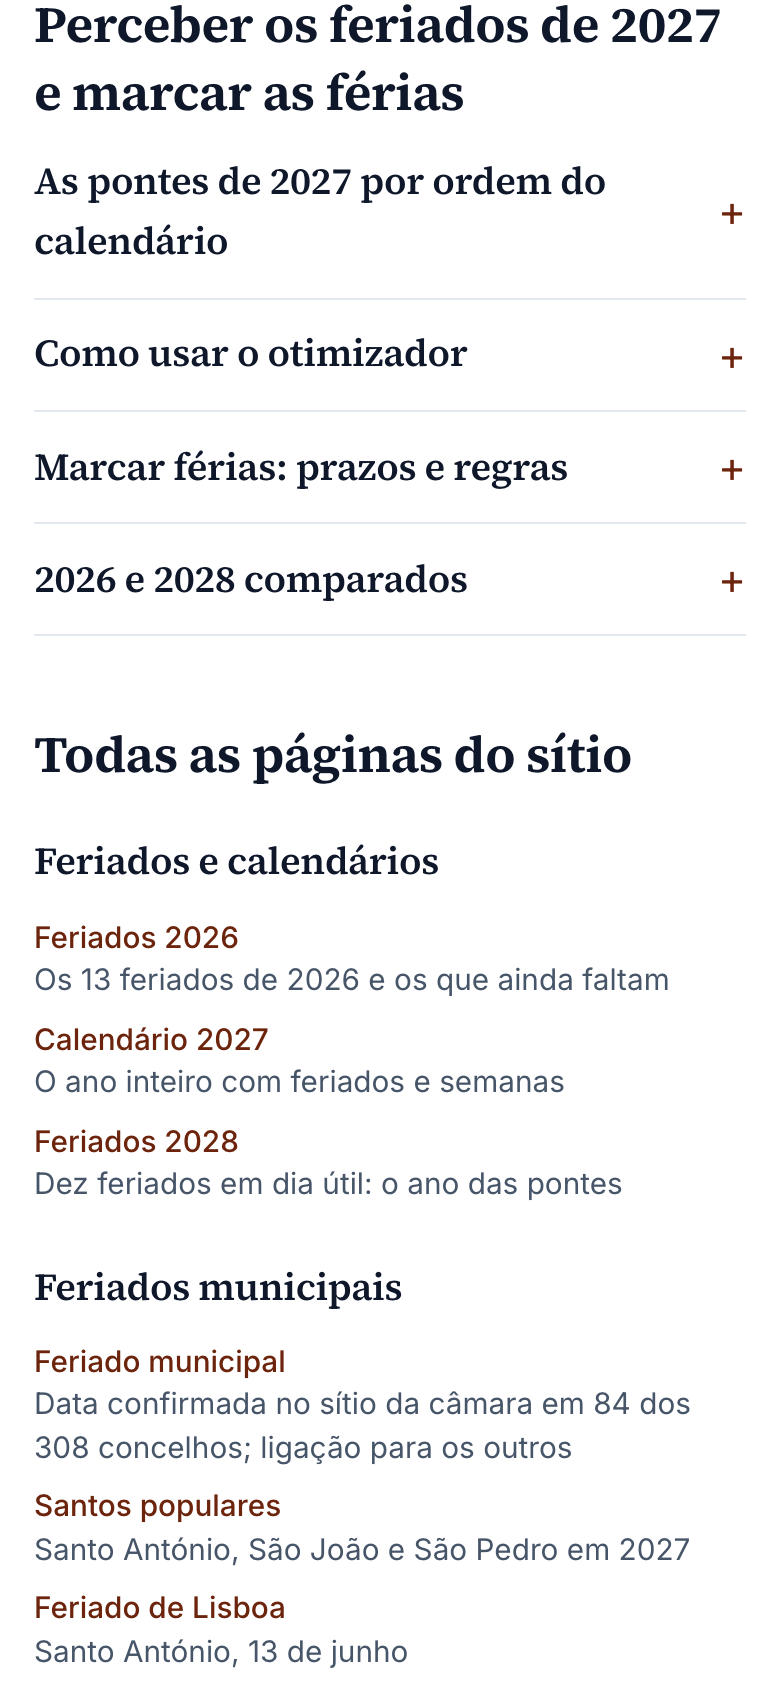 Perceber os feriados de 2027
e marcar as férias
As pontes de 2027 por ordem do
calendário
+
Como usar o otimizador
+
Marcar férias: prazos e regras
+
2026 e 2028 comparados
+
Todas as páginas do sítio
Feriados e calendários
Feriados 2026
Os 13 feriados de 2026 e os que ainda faltam
Calendário 2027
O ano inteiro com feriados e semanas
Feriados 2028
Dez feriados em dia útil: o ano das pontes
Feriados municipais
Feriado municipal
Data confirmada no sítio da câmara em 84 dos
308 concelhos; ligação para os outros
Santos populares
Santo António, São João e São Pedro em 2027
Feriado de Lisboa
Santo António, 13 de junho